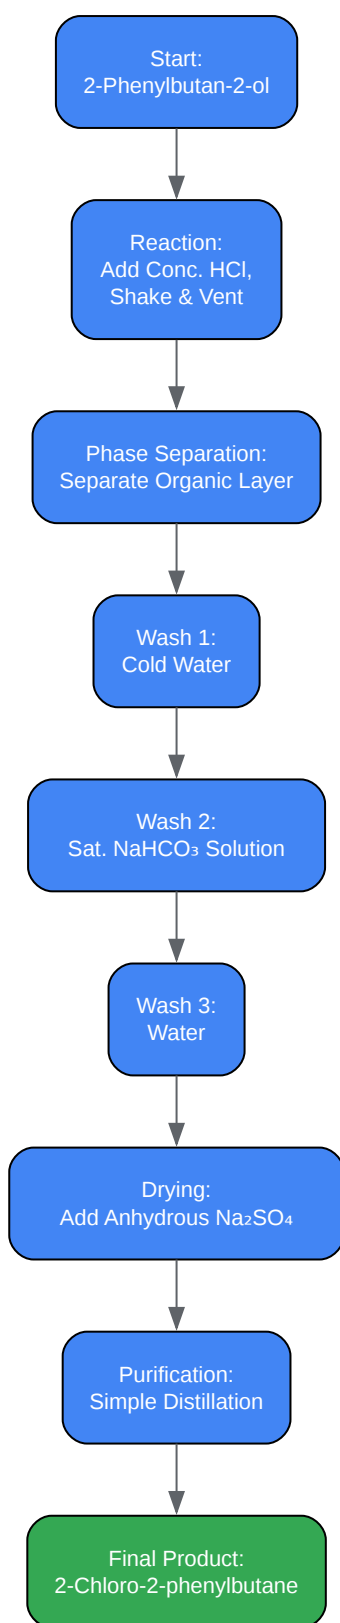 Start:
2-Phenylbutan-2-ol
Reaction:
Add Conc. HCl,
Shake & Vent
Phase Separation:
Separate Organic Layer
Wash 1:
Cold Water
Wash 2:
Sat. NaHCO₃ Solution
Wash 3:
Water
Drying:
Add Anhydrous Na₂SO₄
Purification:
Simple Distillation
Final Product:
2-Chloro-2-phenylbutane